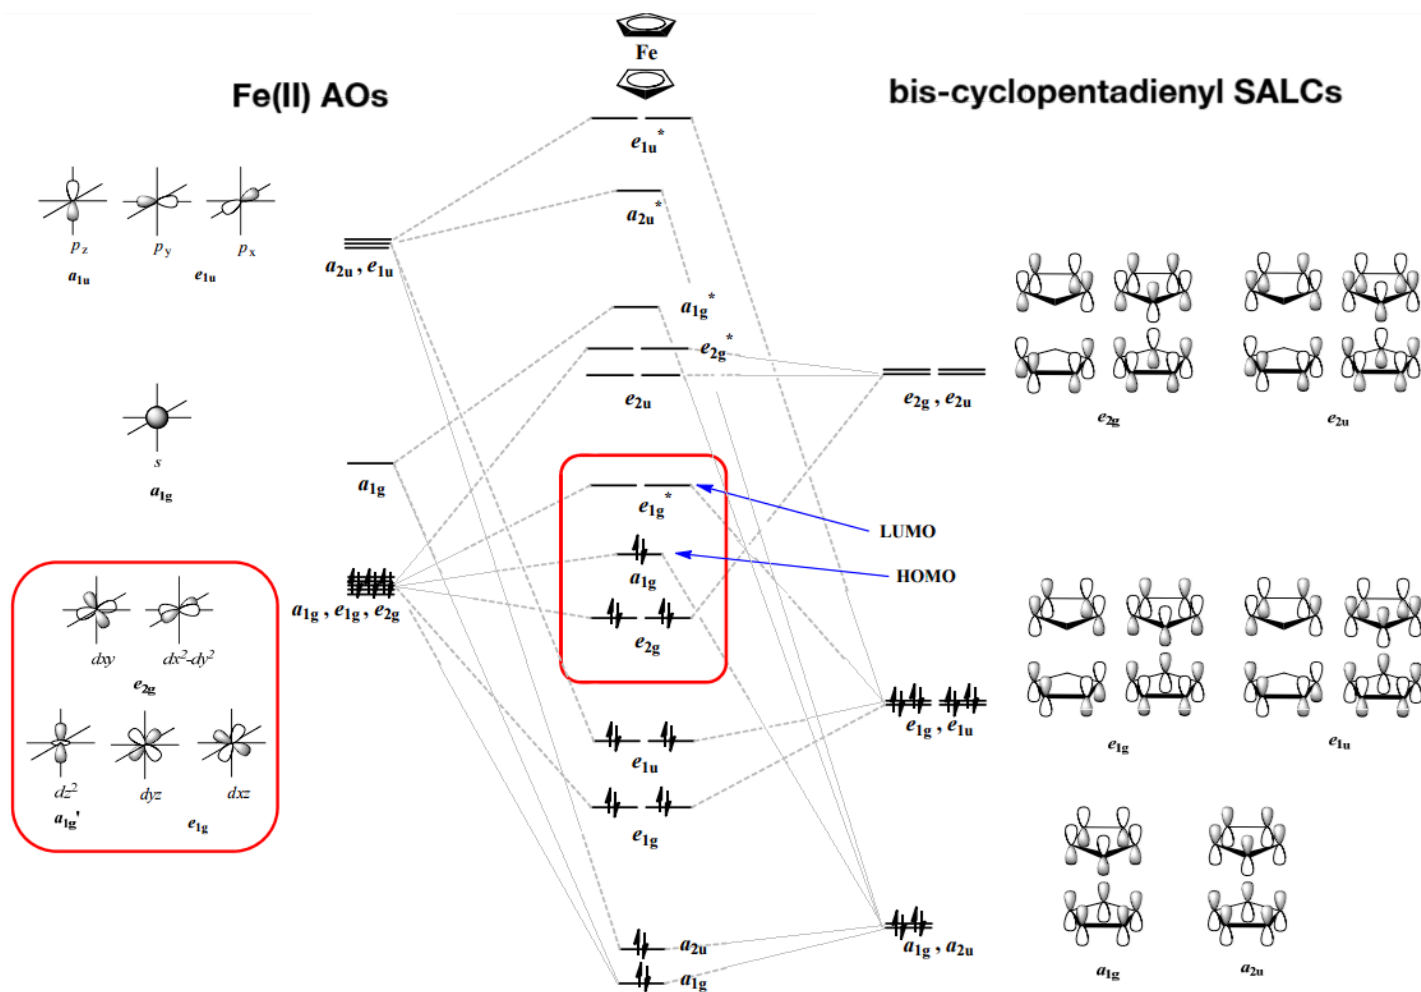 Fe
Fe(II) AOs
bis-cyclopentadienyl SALCs
e1u*
a2u*
pz
py
px
a1u
e1u
a2u , e1u
a1g*
e2g*
e2u
e2g , e2u
e2g
e2u
s
a1g
a1g
e1g*
LUMO
a1g
HOMO
e2g
a1g , e1g , e2g
dxy
dx2-dy2
e2g
dz2
dyz
dxz
a1g'
e1g
e1g , e1u
e1g
e1u
e1u
e1g
a2u
a1g
a1g , a2u
a1g
a2u